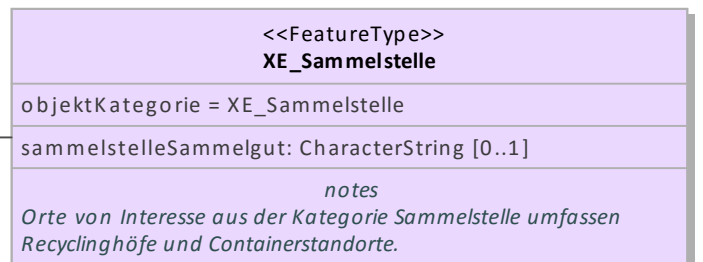 <<FeatureType>>
XE_Sammelstelle
objektKategorie = XE_Sammelstelle
sammelstelleSammelgut: CharacterString [0..1]
notes
Orte von Interesse aus der Kategorie Sammelstelle umfassen
Recyclinghöfe und Containerstandorte.